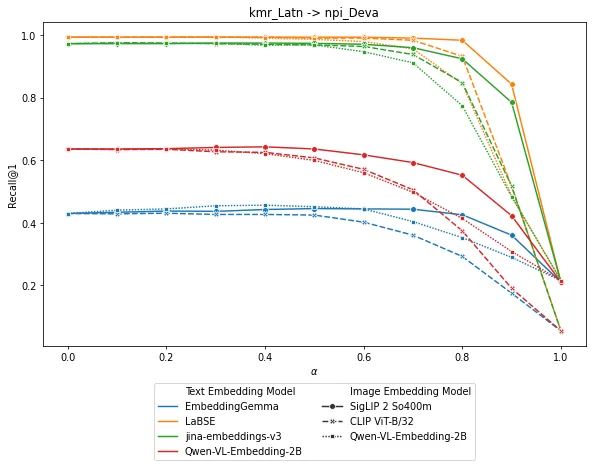 kmr_Latn -> npi_Deva
Recall@1
1.0
0.8
0.6
0.4
0.2
0.0 0.2 0.4 0.6 0.8 1.0
α
Text Embedding Model Image Embedding Model
EmbeddingGemma SigLIP 2 So400m
LaBSE CLIP ViT-B/32
jina-embeddings-v3 Qwen-VL-Embedding-2B
Qwen-VL-Embedding-2B